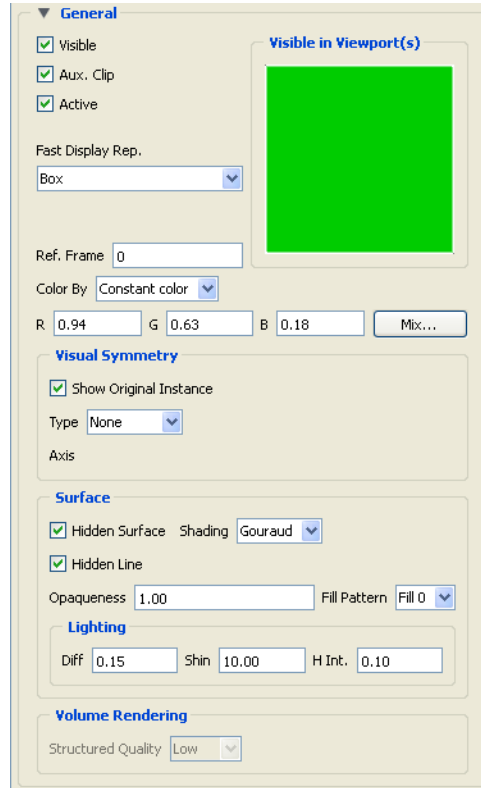 General
Visible
Visible in Viewport(s)
Aux. Clip
Active
Fast Display Rep.
Box
Ref. Frame 0
Color By Constant color
R 0.94 G 0.63 B 0.18 Mix...
Visual Symmetry
Show Original Instance
Type None
Axis
Surface
Hidden Surface Shading Gouraud
Hidden Line
Opaqueness 1.00 Fill Pattern Fill 0
Lighting
Diff 0.15 Shin 10.00 H Int. 0.10
Volume Rendering
Structured Quality Low